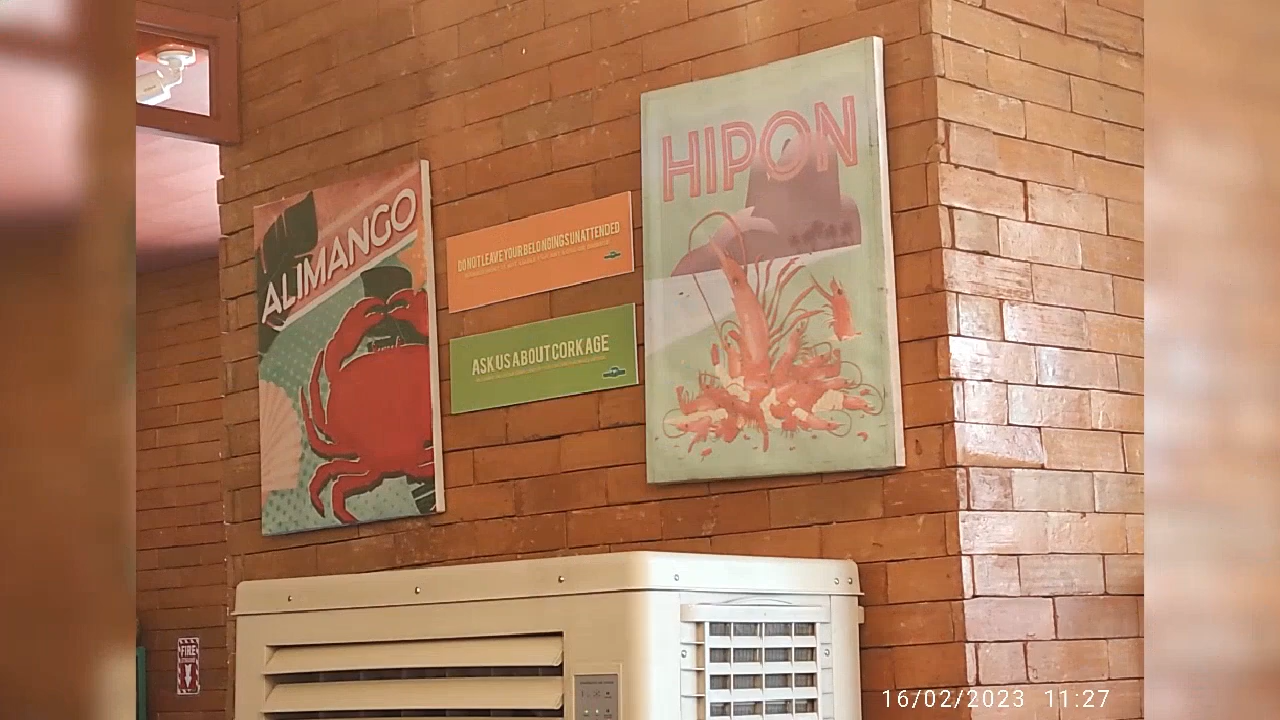 ALIMANGO
DO NOT LEAVE YOUR BELONGINGS UNATTENDED
ASK US ABOUT CORKAGE
HIPON
FIRE
16/02/2023 11:27